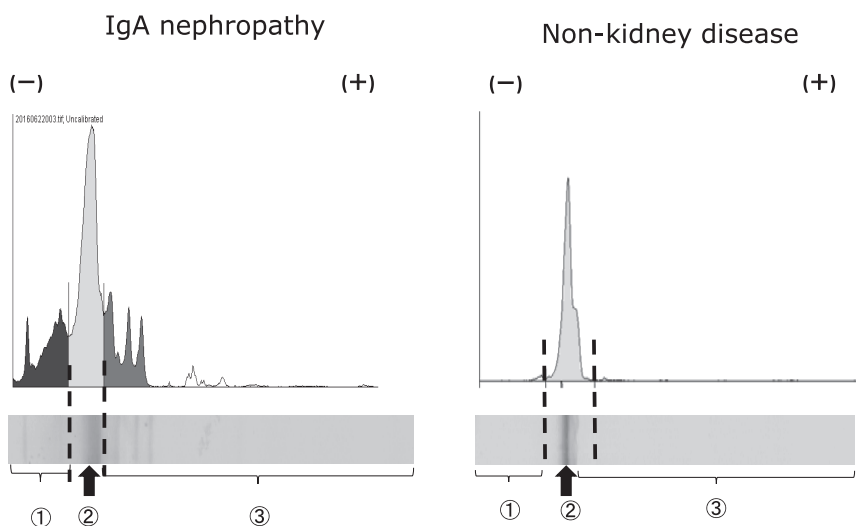 IgA nephropathy
(−) (+)
20160622003.tif; Uncalibrated
① ② ③
Non-kidney disease
(−) (+)
① ② ③